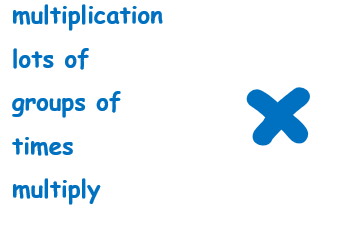 multiplication
lots of
groups of
times
multiply
×